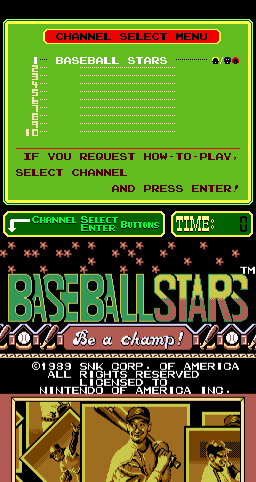 CHANNEL SELECT MENU
1 BASEBALL STARS
2
3
4
5
6
7
8
9
10
IF YOU REQUEST HOW-TO-PLAY,
SELECT CHANNEL
AND PRESS ENTER!
CHANNEL SELECT
ENTER BUTTONS
TIME: 0
BASEBALL STARS TM
Be a champ!
©1989 SNK CORP. OF AMERICA
ALL RIGHTS RESERVED
LICENSED TO
NINTENDO OF AMERICA INC.